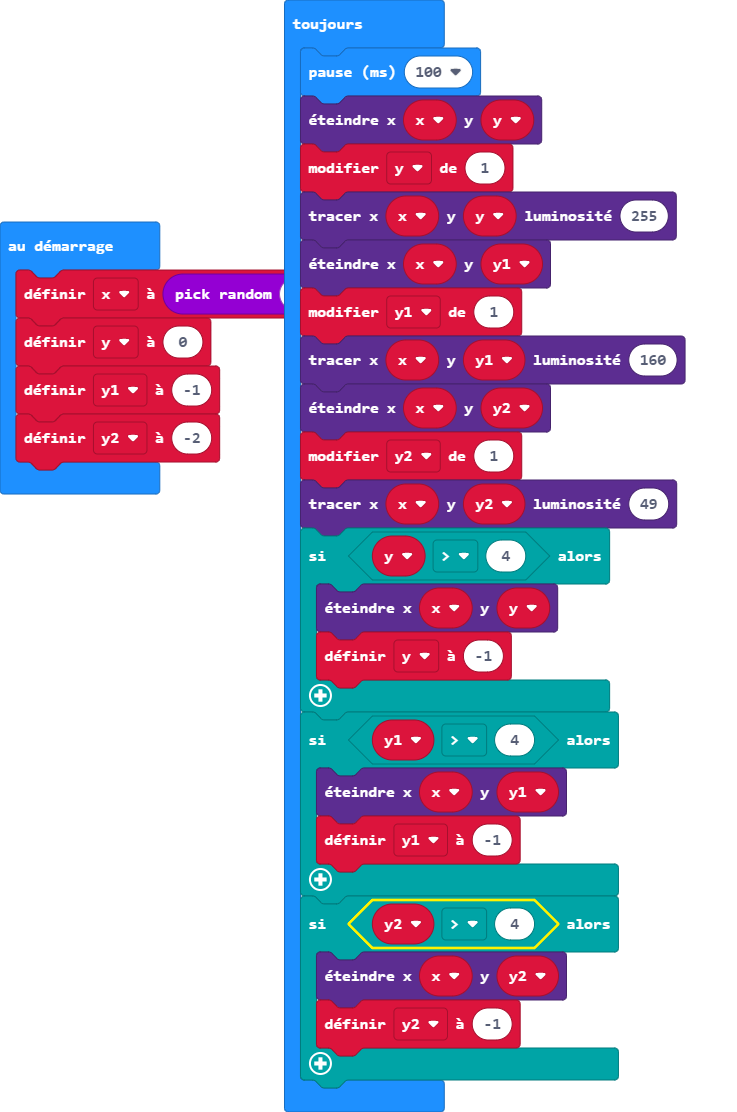 au démarrage
définir x à pick random
définir y à 0
définir y1 à -1
définir y2 à -2
toujours
pause (ms) 100
éteindre x x y y
modifier y de 1
tracer x x y y luminosité 255
éteindre x x y y1
modifier y1 de 1
tracer x x y y1 luminosité 160
éteindre x x y y2
modifier y2 de 1
tracer x x y y2 luminosité 49
si y > 4 alors
éteindre x x y y
définir y à -1
si y1 > 4 alors
éteindre x x y y1
définir y1 à -1
si y2 > 4 alors
éteindre x x y y2
définir y2 à -1